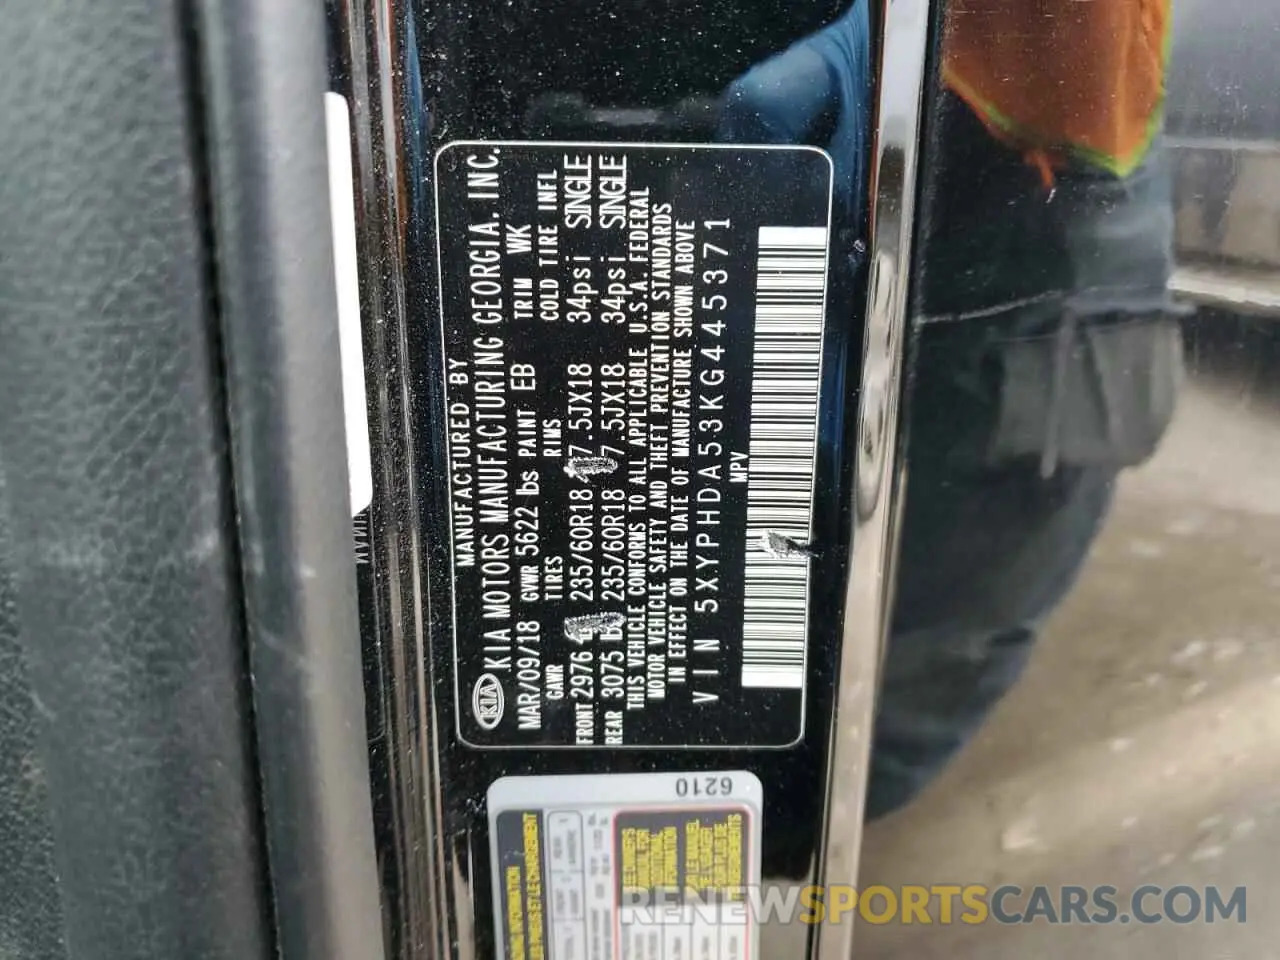 MANUFACTURED BY
KIA KIA MOTORS MANUFACTURING GEORGIA. INC.
MAR/09/18 GVWR 5622 lbs PAINT EB TRIM WK
GAWR TIRES RIMS COLD TIRE INFL
FRONT 2976 235/60R18 7.5JX18 34psi SINGLE
REAR 3075 235/60R18 7.5JX18 34psi SINGLE
THIS VEHICLE CONFORMS TO ALL APPLICABLE U.S.A. FEDERAL
MOTOR VEHICLE SAFETY AND THEFT PREVENTION STANDARDS
IN EFFECT ON THE DATE OF MANUFACTURE SHOWN ABOVE
VIN 5XYPHDA53KG445371
MPV
6210
RENEWSPORTSCARS.COM